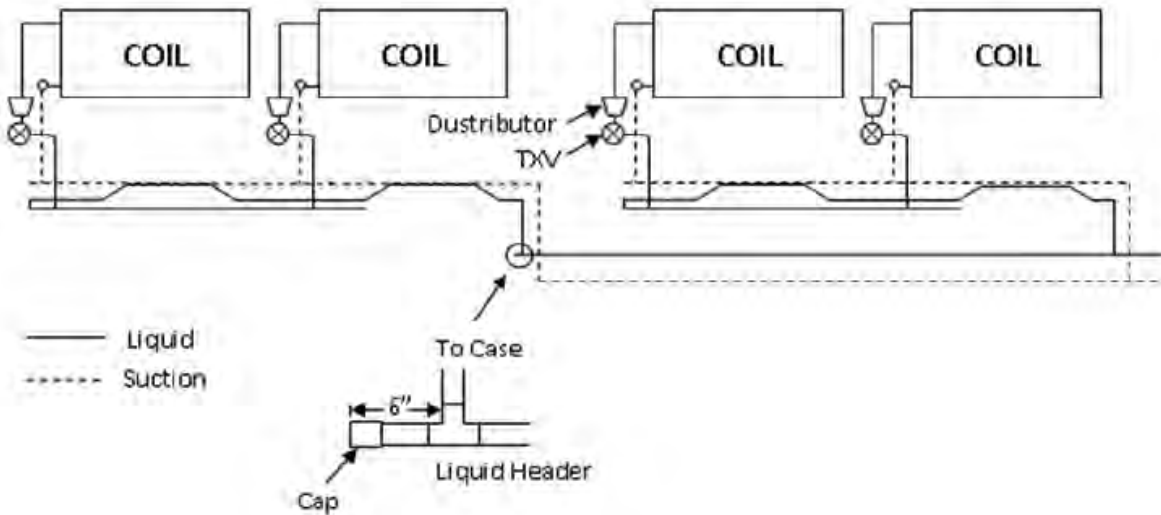 COIL
COIL
COIL
COIL
Dustributor
TXV
Liquid
Suction
To Case
6"
Liquid Header
Cap